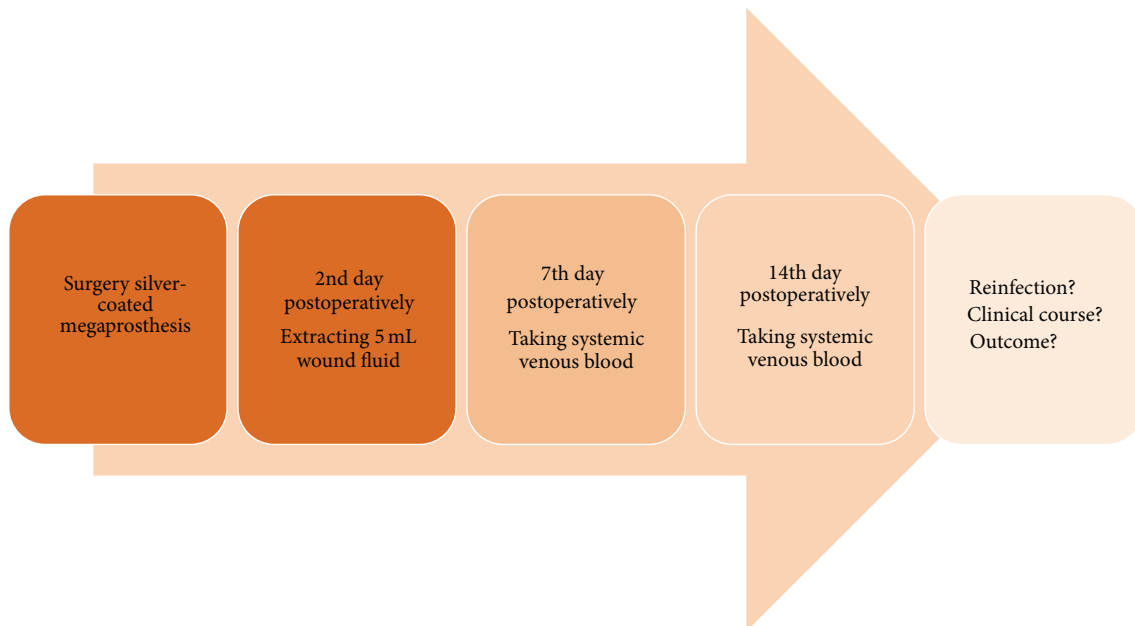 Surgery silver-
coated
megaprosthesis
2nd day
postoperatively
Extracting 5 mL
wound fluid
7th day
postoperatively
Taking systemic
venous blood
14th day
postoperatively
Taking systemic
venous blood
Reinfection?
Clinical course?
Outcome?